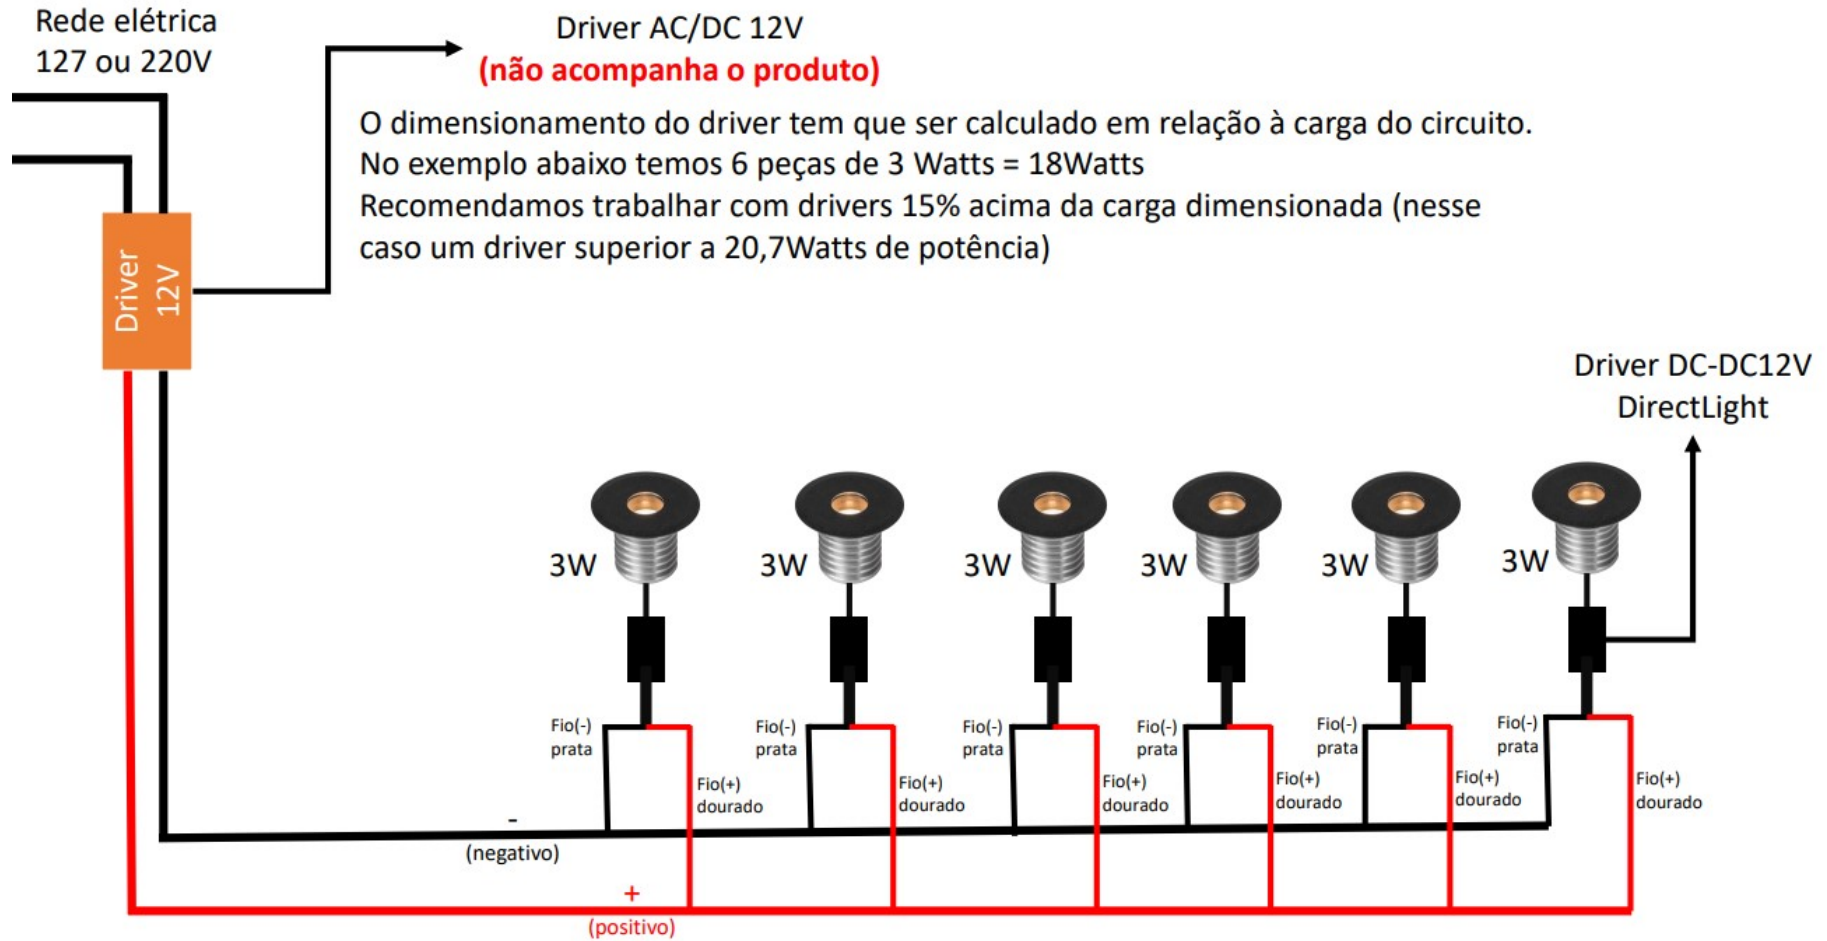 Rede elétrica
127 ou 220V
Driver AC/DC 12V
(não acompanha o produto)
O dimensionamento do driver tem que ser calculado em relação à carga do circuito.
No exemplo abaixo temos 6 peças de 3 Watts = 18Watts
Recomendamos trabalhar com drivers 15% acima da carga dimensionada (nesse
caso um driver superior a 20,7Watts de potência)
Driver
12V
Driver DC-DC12V
DirectLight
3W
3W
3W
3W
3W
3W
Fio(-)
prata
Fio(+)
dourado
Fio(-)
prata
Fio(+)
dourado
Fio(-)
prata
Fio(+)
dourado
Fio(-)
prata
Fio(+)
dourado
Fio(-)
prata
Fio(+)
dourado
Fio(-)
prata
Fio(+)
dourado
-
(negativo)
+
(positivo)